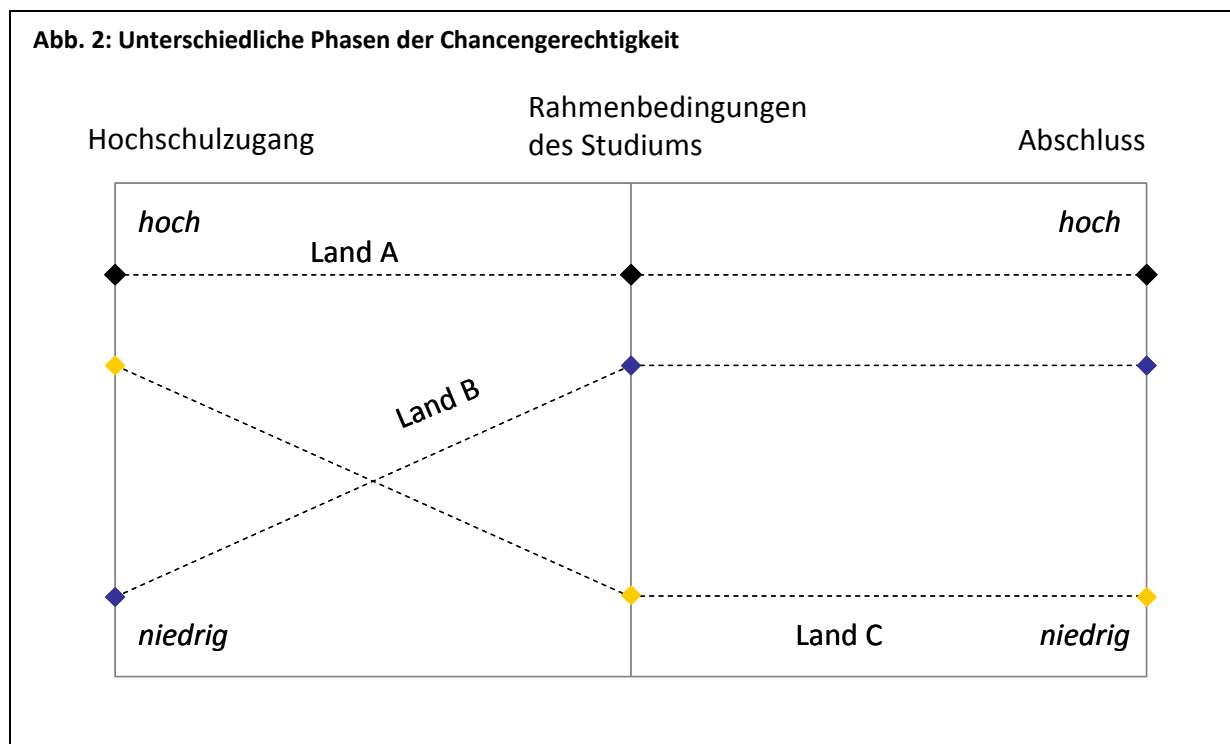 Abb. 2: Unterschiedliche Phasen der Chancengerechtigkeit
Hochschulzugang
Rahmenbedingungen
des Studiums
Abschluss
hoch
hoch
Land A
Land B
niedrig
Land C
niedrig